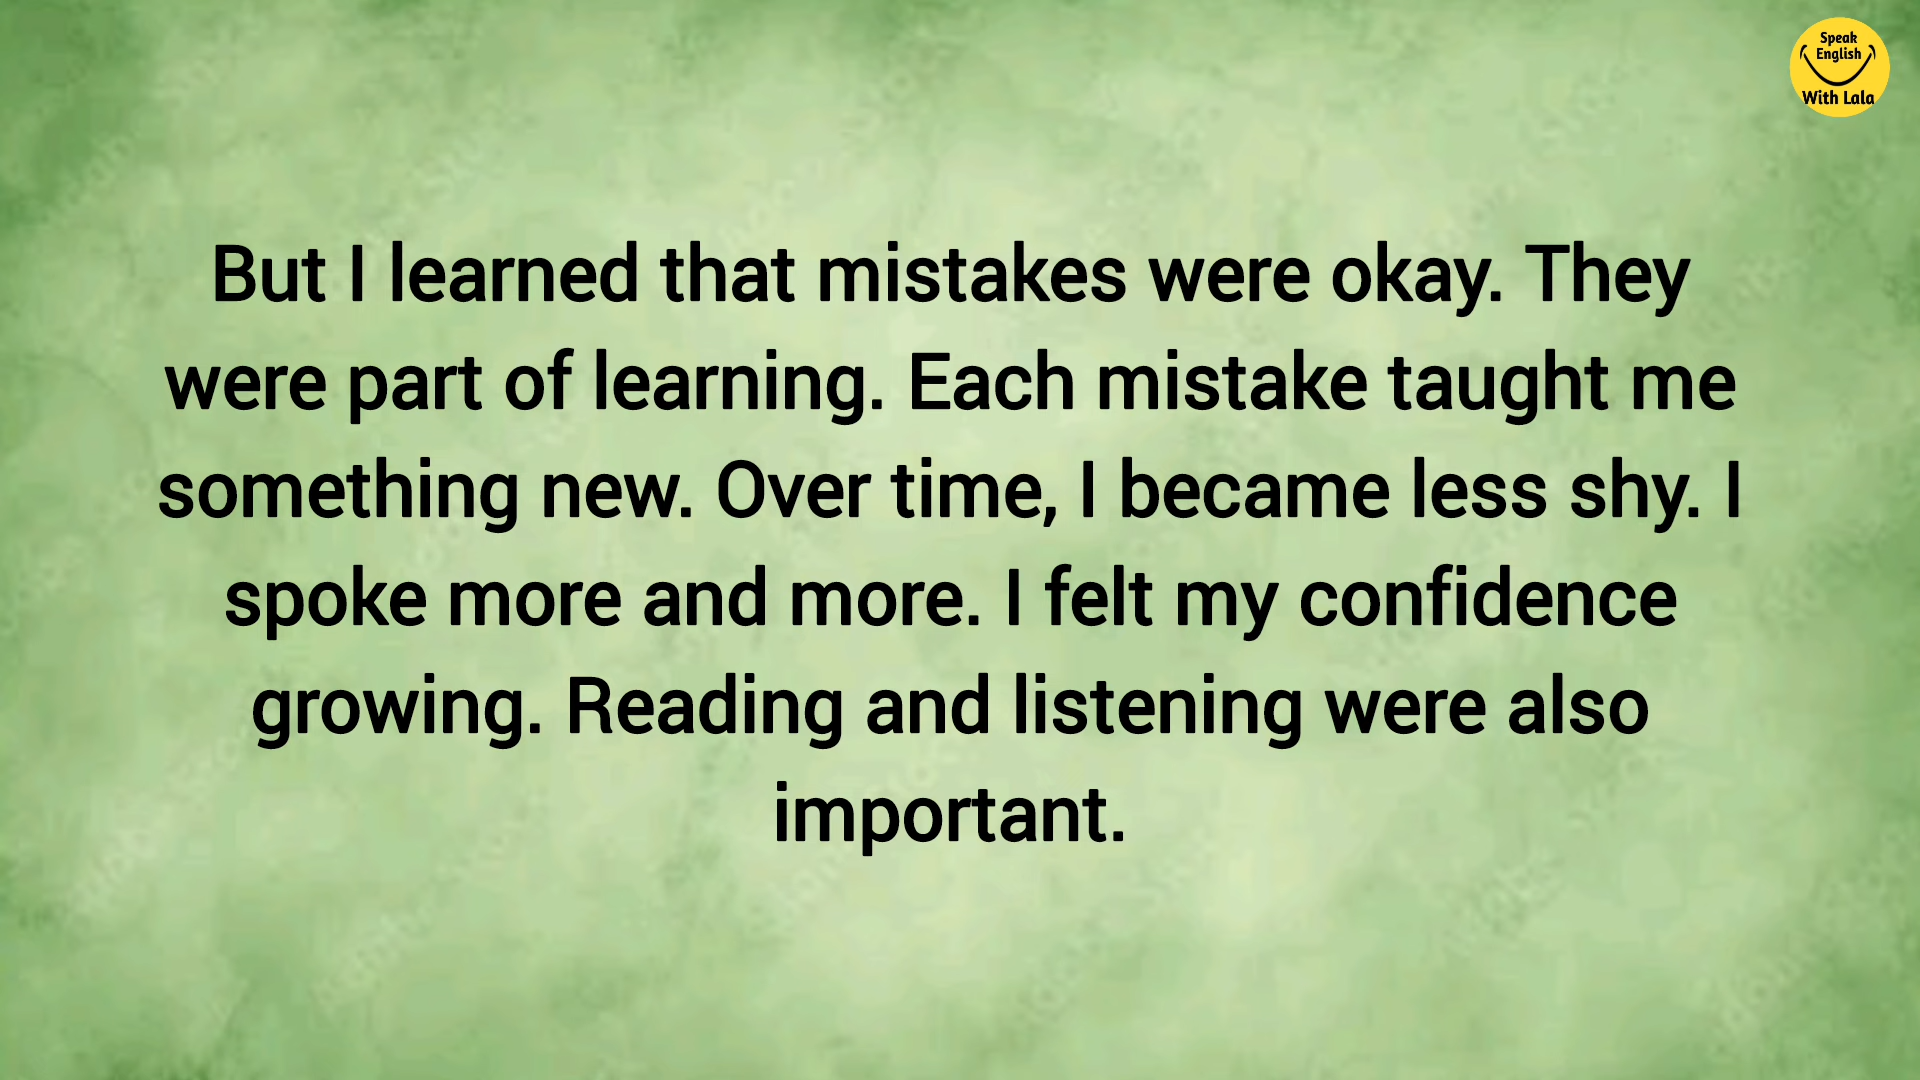 Speak
English
With Lala
But I learned that mistakes were okay. They
were part of learning. Each mistake taught me
something new. Over time, I became less shy. I
spoke more and more. I felt my confidence
growing. Reading and listening were also
important.